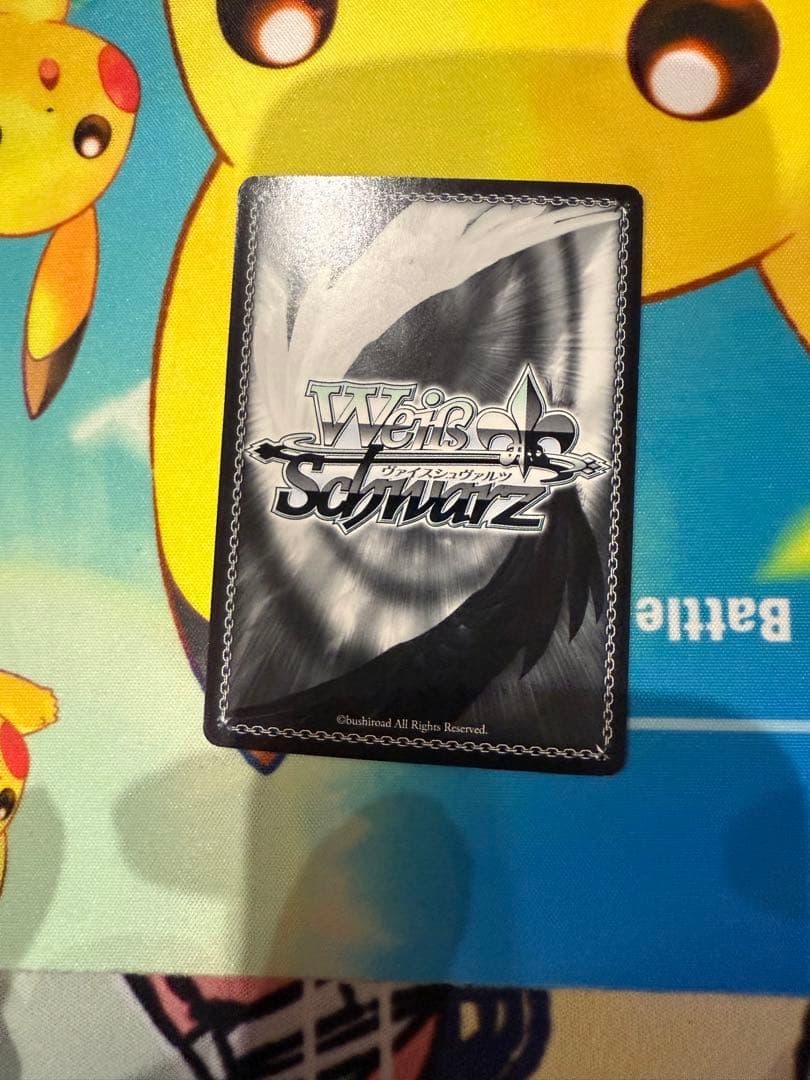 Weiß
ヴァイスシュヴァルツ
Schwarz
Battle
©bushiroad All Rights Reserved.